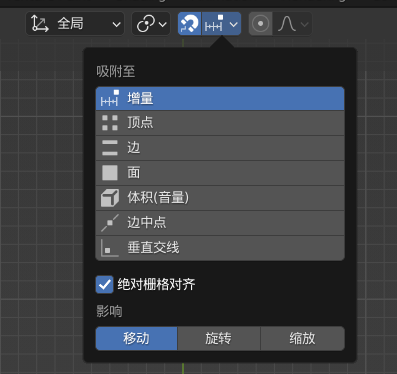 全局
吸附至
增量
顶点
边
面
体积(音量)
边中点
垂直交线
绝对栅格对齐
影响
移动 旋转 缩放